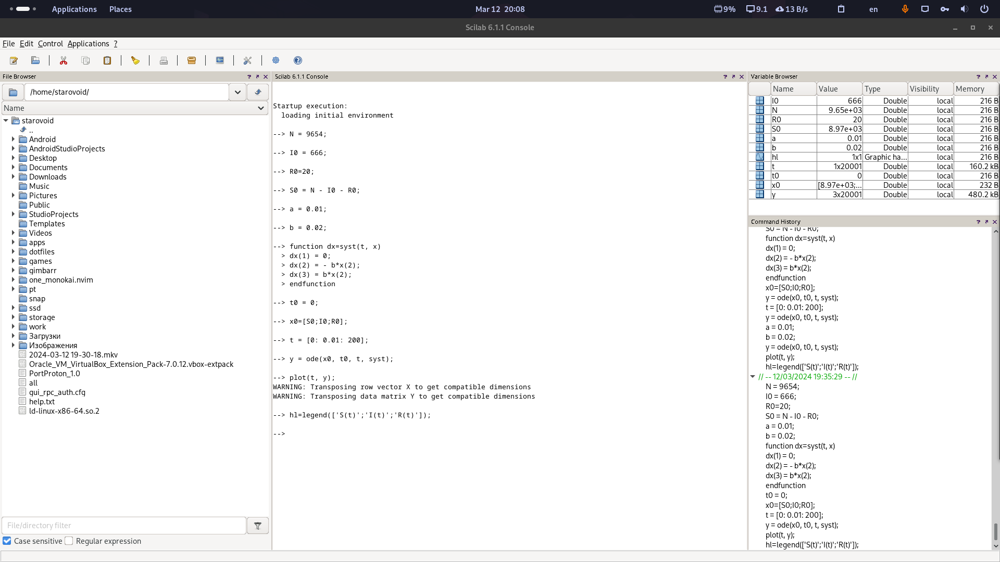 Applications Places
Mar 12 20:08
9% 9.1 13 B/s en
Scilab 6.1.1 Console
File Edit Control Applications ?
File Browser
/home/starovoid/
Name
starovoid
..
Android
AndroidStudioProjects
Desktop
Documents
Downloads
Music
Pictures
Public
StudioProjects
Templates
Videos
apps
dotfiles
games
gimbarr
one_monokai.nvim
pt
snap
ssd
storage
work
Загрузки
Изображения
2024-03-12 19-30-18.mkv
Oracle_VM_VirtualBox_Extension_Pack-7.0.12.vbox-extpack
PortProton_1.0
all
gui_rpc_auth.cfg
help.txt
ld-linux-x86-64.so.2
File/directory filter
Case sensitive Regular expression
Scilab 6.1.1 Console
Startup execution:
loading initial environment
--> N = 9654;
--> I0 = 666;
--> R0=20;
--> S0 = N - I0 - R0;
--> a = 0.01;
--> b = 0.02;
--> function dx=syst(t, x)
> dx(1) = 0;
> dx(2) = - b*x(2);
> dx(3) = b*x(2);
> endfunction
--> t0 = 0;
--> x0=[S0;I0;R0];
--> t = [0: 0.01: 200];
--> y = ode(x0, t0, t, syst);
--> plot(t, y);
WARNING: Transposing row vector X to get compatible dimensions
WARNING: Transposing data matrix Y to get compatible dimensions
--> hl=legend(['S(t)';'I(t)';'R(t)']);
-->
Variable Browser
Name Value Type Visibility Memory
I0 666 Double local 216 B
N 9.65e+03 Double local 216 B
R0 20 Double local 216 B
S0 8.97e+03 Double local 216 B
a 0.01 Double local 216 B
b 0.02 Double local 216 B
hl 1x1 Graphic ha... local 216 B
t 1x20001 Double local 160.2 kB
t0 0 Double local 216 B
x0 [8.97e+03;... Double local 232 B
y 3x20001 Double local 480.2 kB
Command History
S0 = N - I0 - R0;
function dx=syst(t, x)
dx(1) = 0;
dx(2) = - b*x(2);
dx(3) = b*x(2);
endfunction
x0=[S0;I0;R0];
y = ode(x0, t0, t, syst);
t = [0: 0.01: 200];
y = ode(x0, t0, t, syst);
a = 0.01;
b = 0.02;
y = ode(x0, t0, t, syst);
plot(t, y);
hl=legend(['S(t)';'I(t)';'R(t)']);
// -- 12/03/2024 19:35:29 -- //
N = 9654;
I0 = 666;
R0=20;
S0 = N - I0 - R0;
a = 0.01;
b = 0.02;
function dx=syst(t, x)
dx(1) = 0;
dx(2) = - b*x(2);
dx(3) = b*x(2);
endfunction
t0 = 0;
x0=[S0;I0;R0];
t = [0: 0.01: 200];
y = ode(x0, t0, t, syst);
plot(t, y);
hl=legend(['S(t)';'I(t)';'R(t)']);